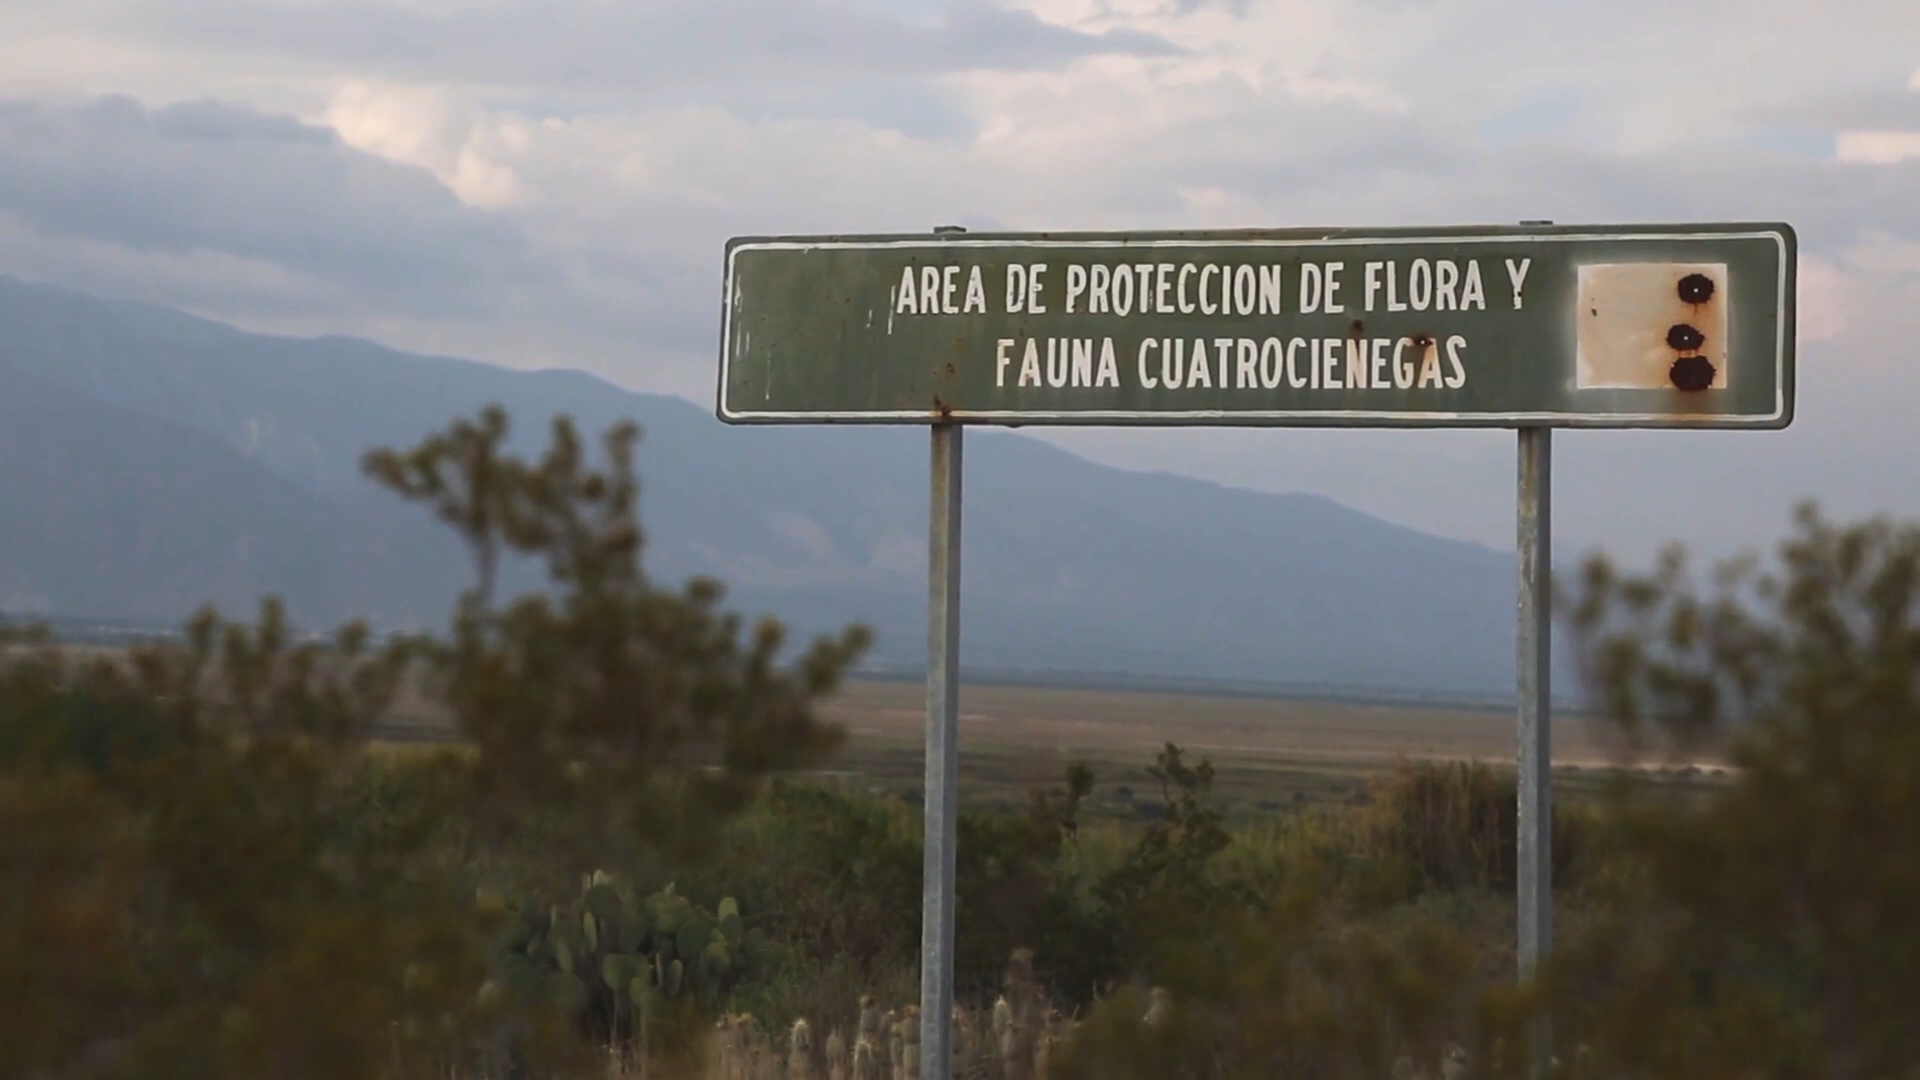 AREA DE PROTECCION DE FLORA Y
FAUNA CUATROCIENEGAS